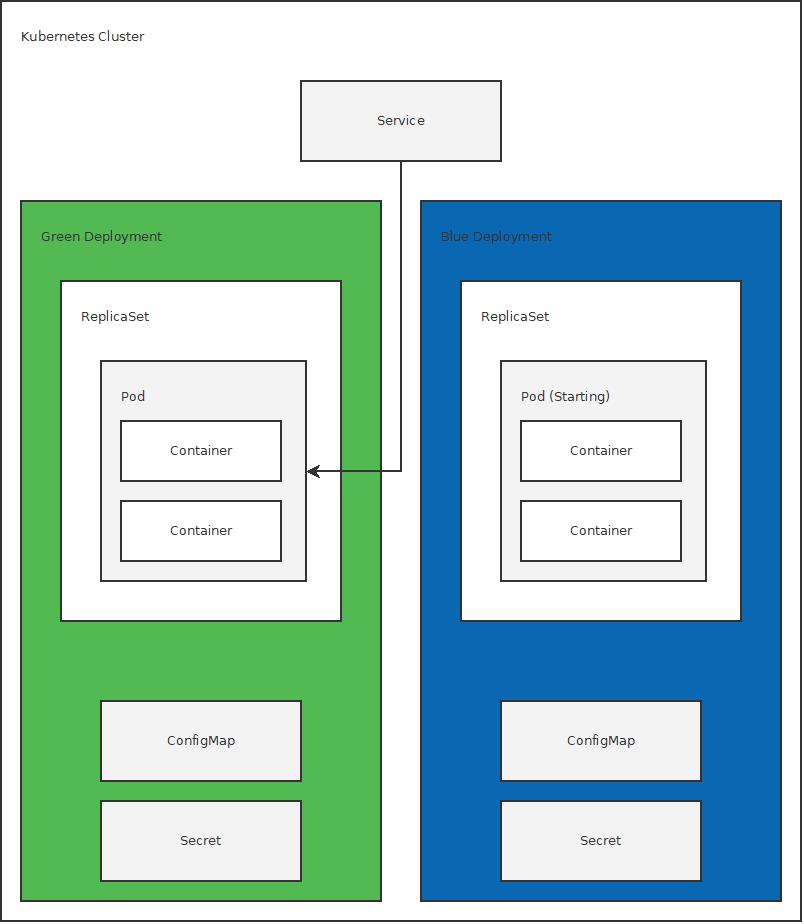 Kubernetes Cluster
Service
Green Deployment
ReplicaSet
Pod
Container
Container
ConfigMap
Secret
Blue Deployment
ReplicaSet
Pod (Starting)
Container
Container
ConfigMap
Secret